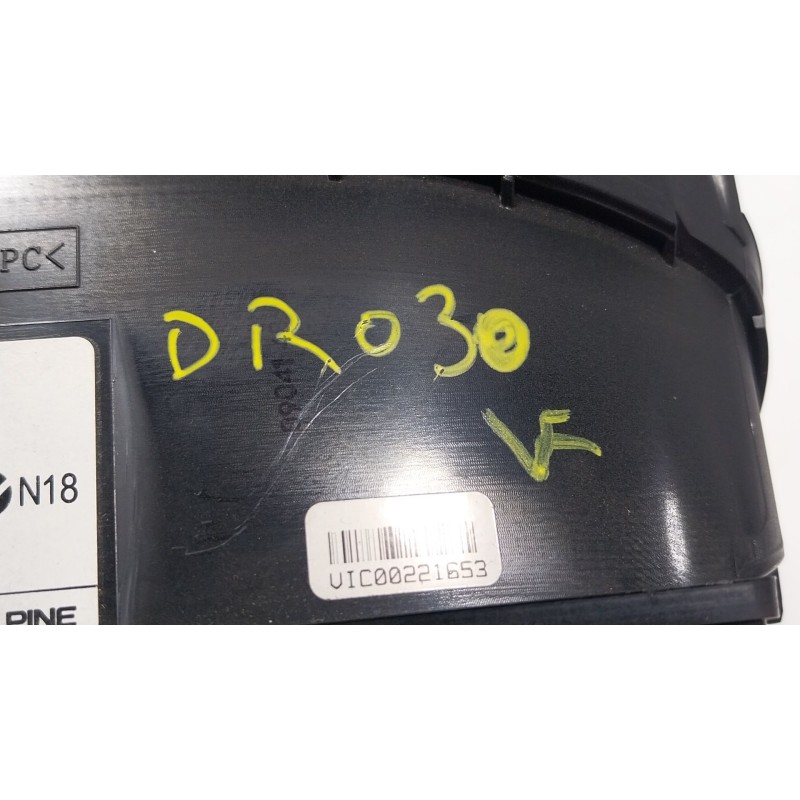 PC<
DR030
V
N18
VIC00221653
PINE